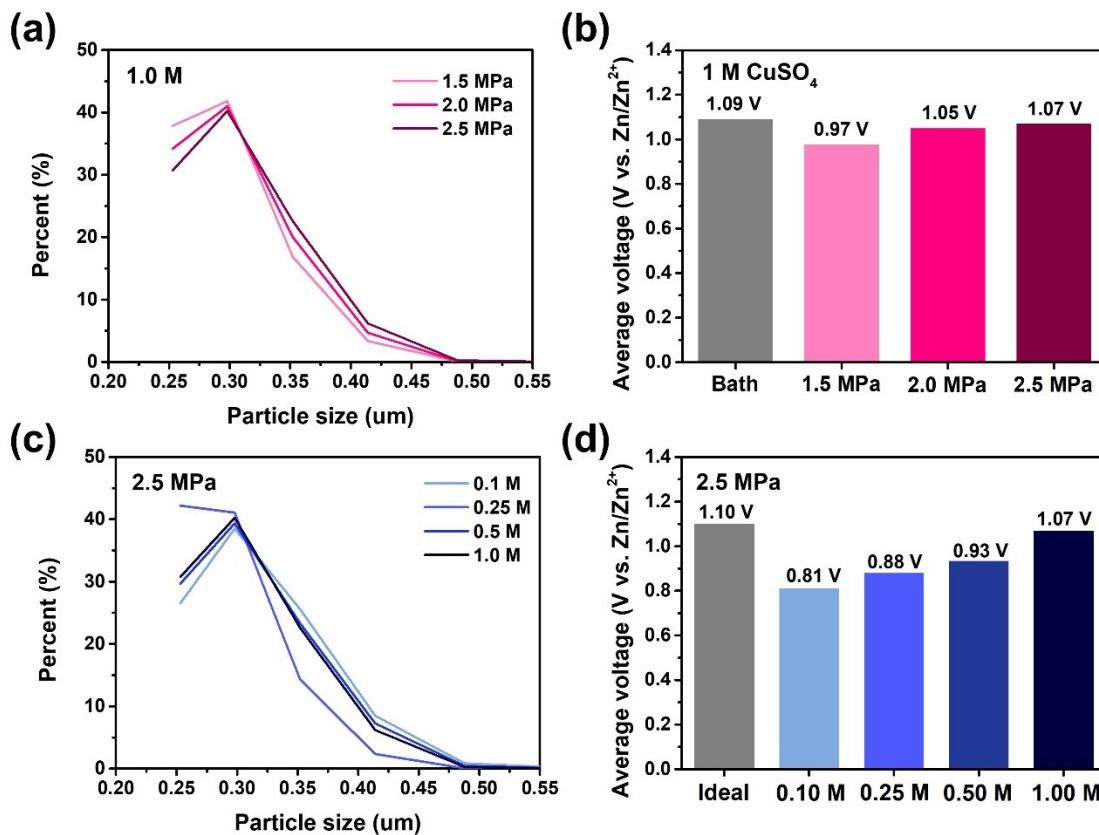 (a)
1.0 M
1.5 MPa
2.0 MPa
2.5 MPa
Percent (%)
50
40
30
20
10
0
0.20 0.25 0.30 0.35 0.40 0.45 0.50 0.55
Particle size (um)
(b)
1 M CuSO4
Average voltage (V vs. Zn/Zn2+)
1.4
1.2
1.0
0.8
0.6
0.4
0.2
0.0
1.09 V
0.97 V
1.05 V
1.07 V
Bath 1.5 MPa 2.0 MPa 2.5 MPa
(c)
2.5 MPa
0.1 M
0.25 M
0.5 M
1.0 M
Percent (%)
50
40
30
20
10
0
0.20 0.25 0.30 0.35 0.40 0.45 0.50 0.55
Particle size (um)
(d)
2.5 MPa
Average voltage (V vs. Zn/Zn2+)
1.4
1.2
1.0
0.8
0.6
0.4
0.2
0.0
1.10 V
0.81 V
0.88 V
0.93 V
1.07 V
Ideal 0.10 M 0.25 M 0.50 M 1.00 M